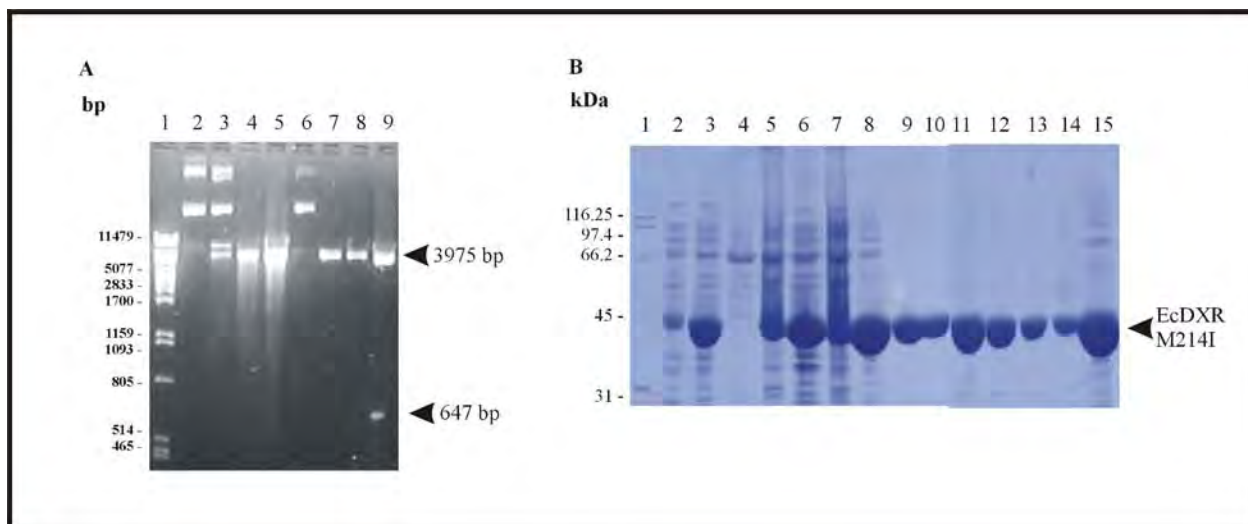 A
bp
1 2 3 4 5 6 7 8 9
11479 -
5077 -
2833 -
1700 -
1159 -
1093 -
805 -
514 -
465 -
3975 bp
647 bp
B
kDa
1 2 3 4 5 6 7 8 9 10 11 12 13 14 15
116.25 -
97.4 -
66.2 -
45 -
31 -
EcDXR
M214I